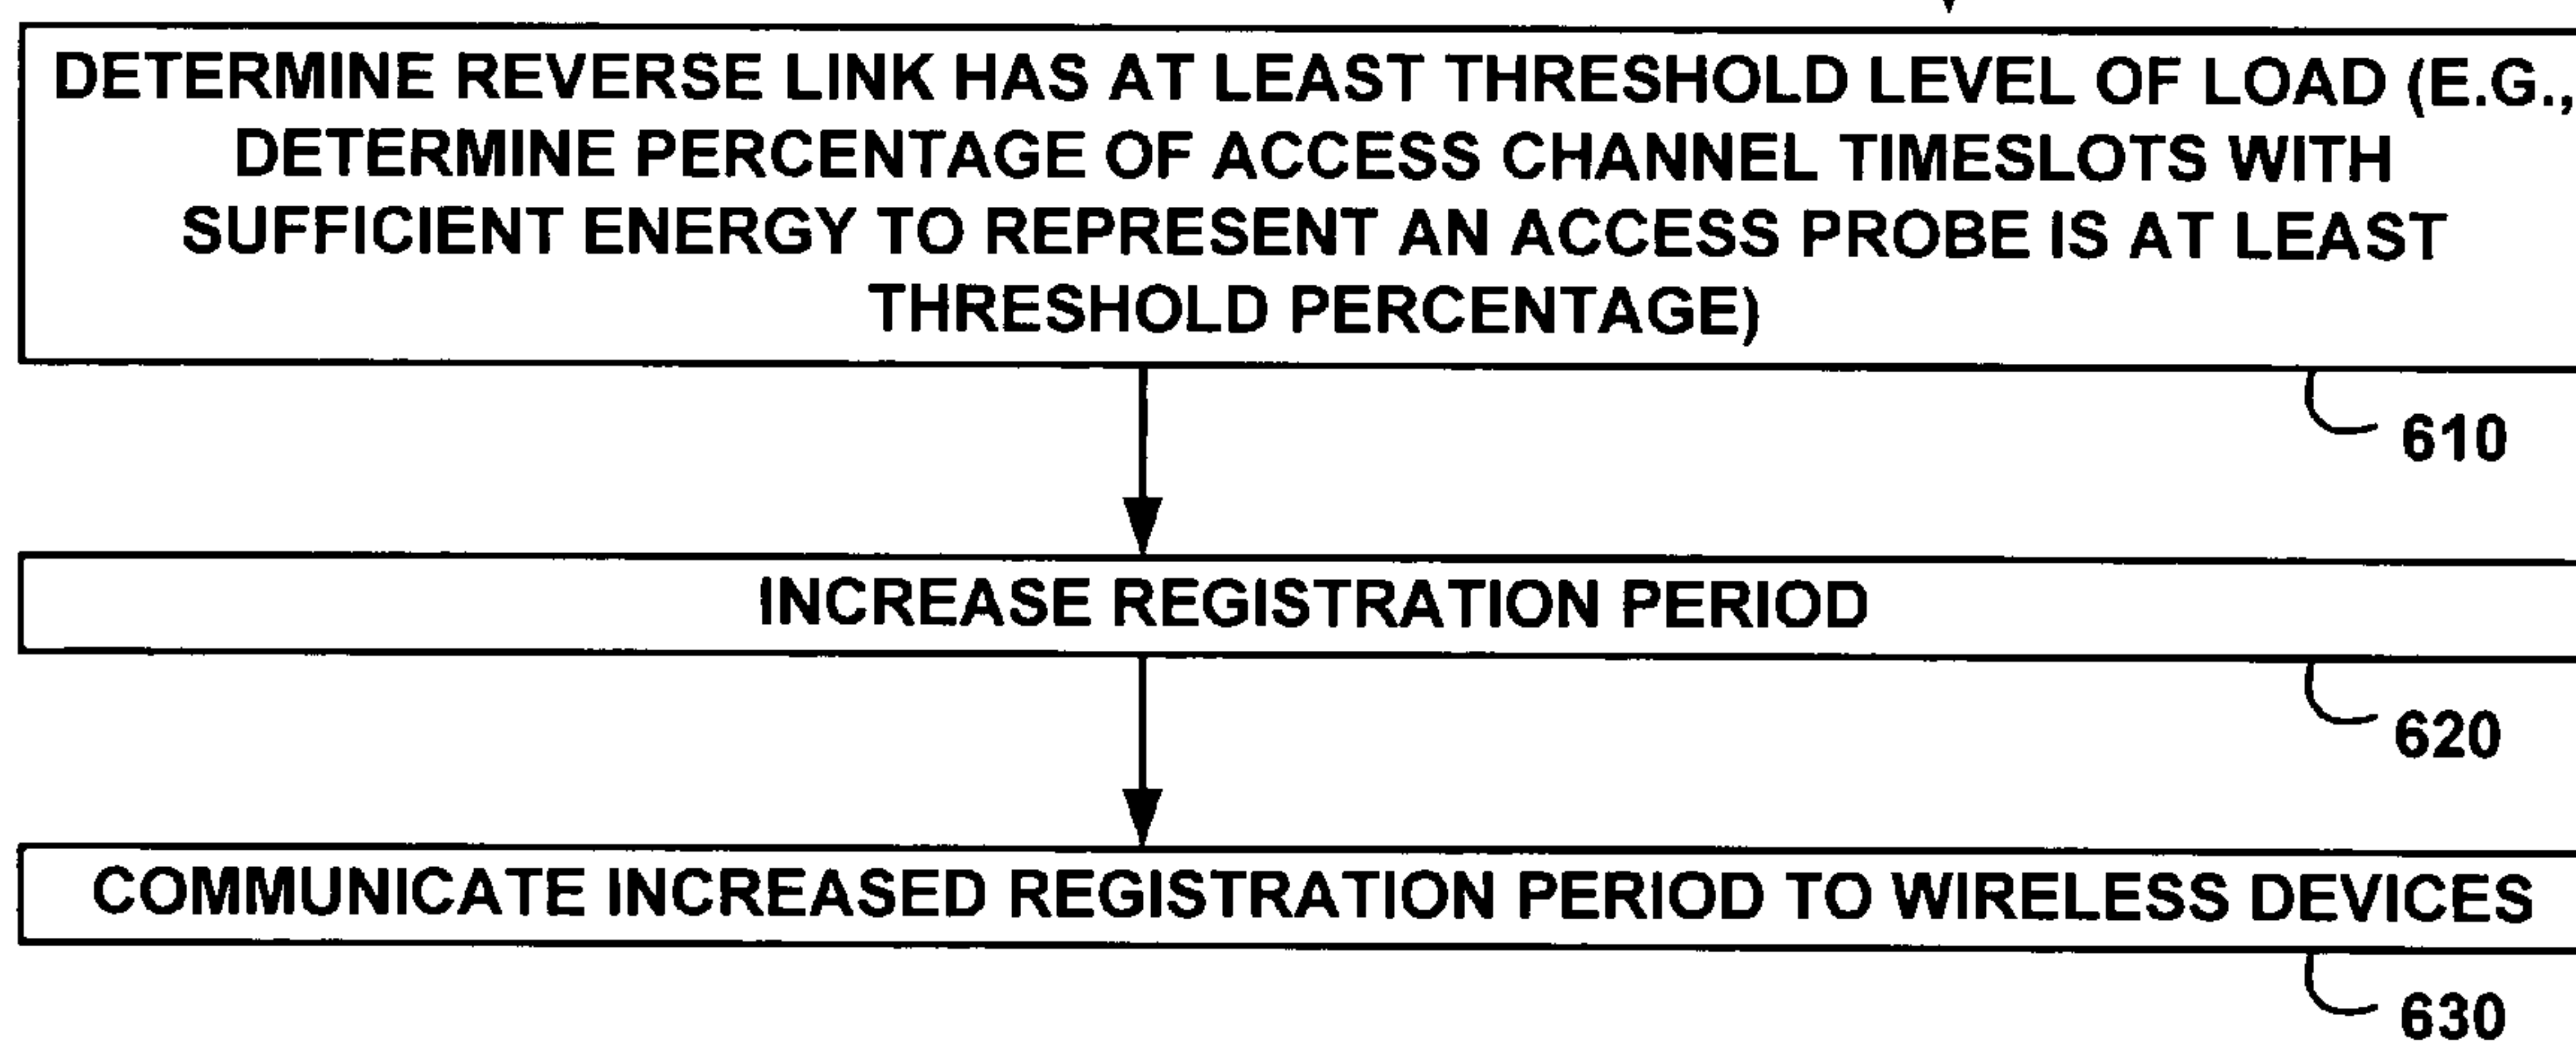 DETERMINE REVERSE LINK HAS AT LEAST THRESHOLD LEVEL OF LOAD (E.G.,
DETERMINE PERCENTAGE OF ACCESS CHANNEL TIMESLOTS WITH
SUFFICIENT ENERGY TO REPRESENT AN ACCESS PROBE IS AT LEAST
THRESHOLD PERCENTAGE)
610
INCREASE REGISTRATION PERIOD
620
COMMUNICATE INCREASED REGISTRATION PERIOD TO WIRELESS DEVICES
630